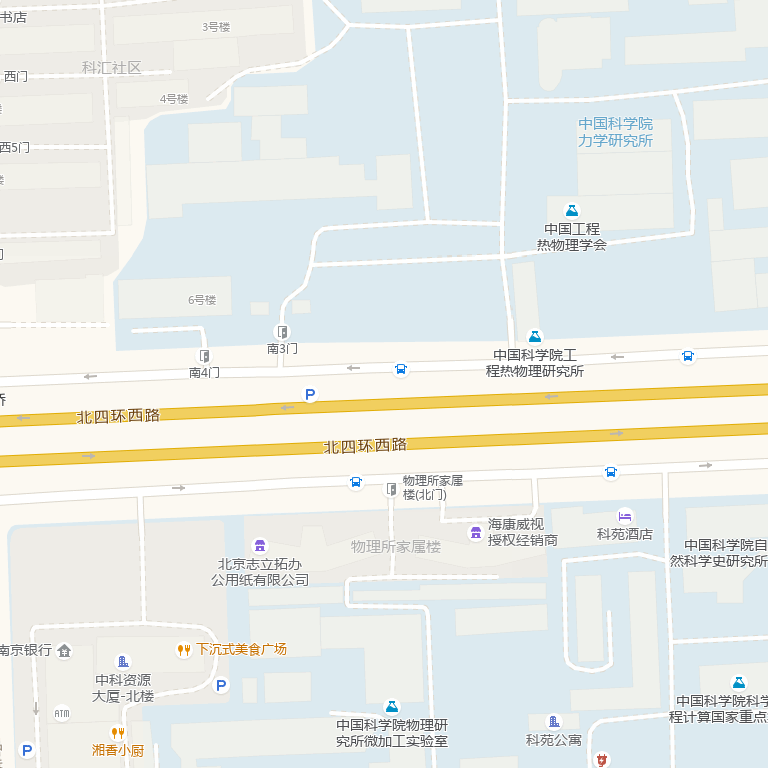 书店
3号楼
科汇社区
西门
4号楼
楼
中国科学院
力学研究所
西5门
楼
中国工程
热物理学会
门
6号楼
南3门
南4门
中国科学院工
程热物理研究所
桥
P
北四环西路
北四环西路
物理所家属
楼(北门)
海康威视
授权经销商
科苑酒店
物理所家属楼
北京志立拓办
公用纸有限公司
中国科学院自
然科学史研究所
南京银行
下沉式美食广场
中科资源
大厦-北楼
P
ATM
中国科学院科学
程计算国家重点
中国科学院物理研
究所微加工实验室
科苑公寓
湘香小厨
P